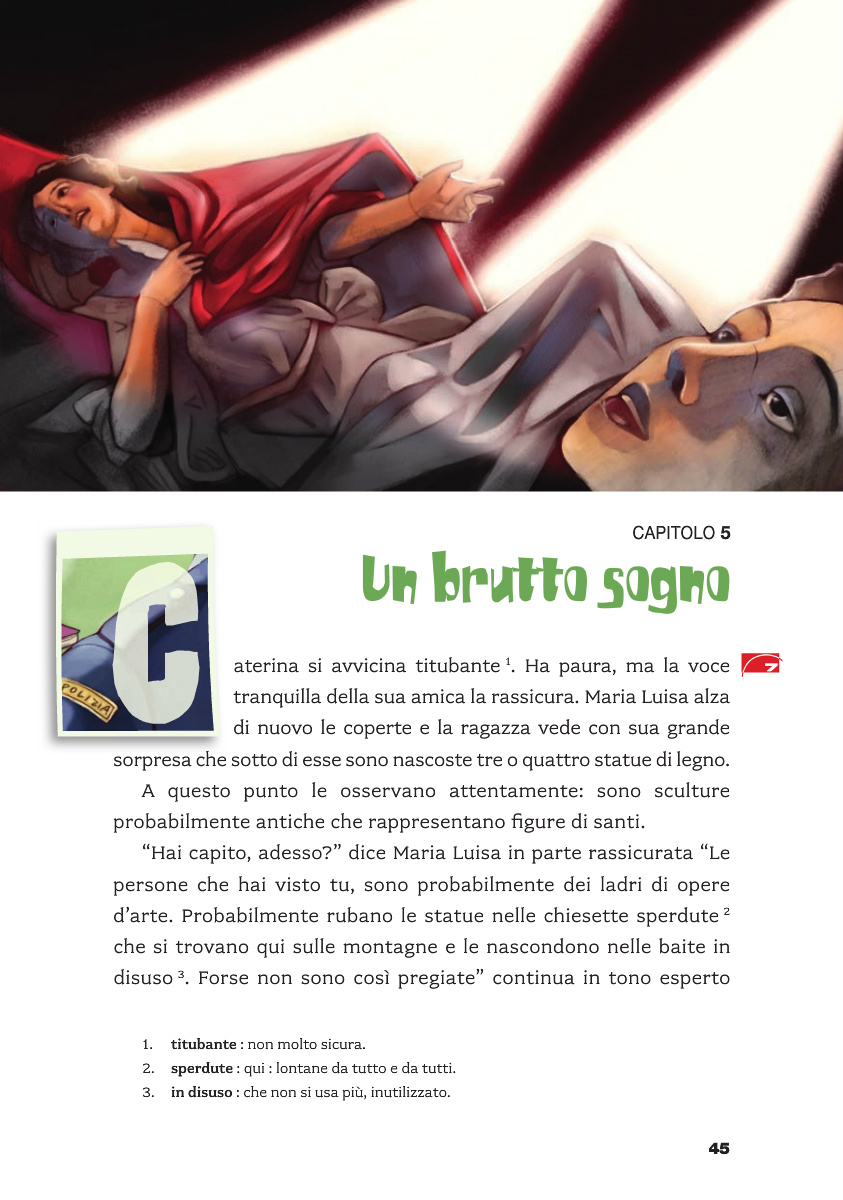 CAPITOLO 5
Un brutto sogno
Caterina si avvicina titubante 1. Ha paura, ma la voce
tranquilla della sua amica la rassicura. Maria Luisa alza
di nuovo le coperte e la ragazza vede con sua grande
sorpresa che sotto di esse sono nascoste tre o quattro statue di legno.
A questo punto le osservano attentamente: sono sculture
probabilmente antiche che rappresentano figure di santi.
“Hai capito, adesso?” dice Maria Luisa in parte rassicurata “Le
persone che hai visto tu, sono probabilmente dei ladri di opere
d’arte. Probabilmente rubano le statue nelle chiesette sperdute 2
che si trovano qui sulle montagne e le nascondono nelle baite in
disuso 3. Forse non sono così pregiate” continua in tono esperto
1. titubante : non molto sicura.
2. sperdute : qui : lontane da tutto e da tutti.
3. in disuso : che non si usa più, inutilizzato.
45
POLIZIA
7